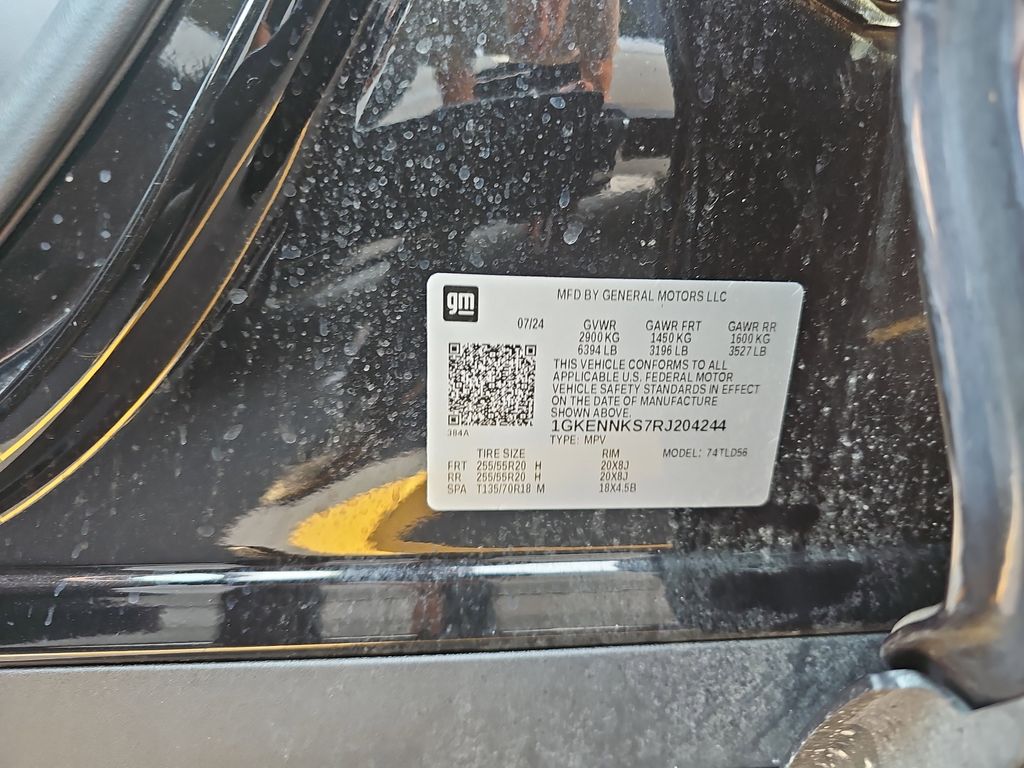 gm
MFD BY GENERAL MOTORS LLC
07/24 GVWR GAWR FRT GAWR RR
2900 KG 1450 KG 1600 KG
6394 LB 3196 LB 3527 LB
THIS VEHICLE CONFORMS TO ALL
APPLICABLE U.S. FEDERAL MOTOR
VEHICLE SAFETY STANDARDS IN EFFECT
ON THE DATE OF MANUFACTURE
SHOWN ABOVE.
384A
1GKENNKS7RJ204244
TYPE: MPV
TIRE SIZE RIM MODEL: 74TLD56
FRT 255/55R20 H 20X8J
RR 255/55R20 H 20X8J
SPA T135/70R18 M 18X4.5B